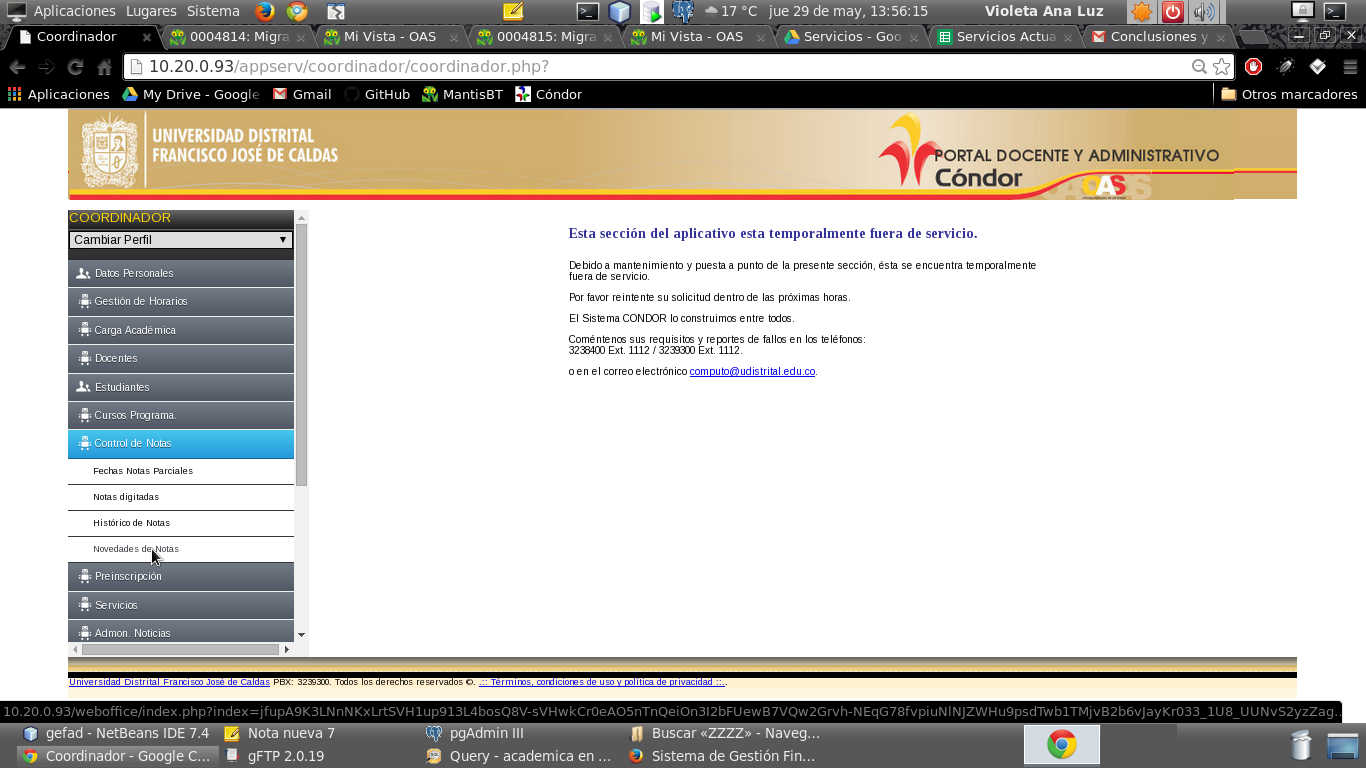 Aplicaciones Lugares Sistema 17 °C jue 29 de may, 13:56:15 Violeta Ana Luz
Coordinador 0004814: Migra Mi Vista - OAS 0004815: Migra Mi Vista - OAS Servicios - Goo Servicios Actua Conclusiones y
10.20.0.93/appserv/coordinador/coordinador.php?
Aplicaciones My Drive - Google Gmail GitHub MantisBT Cóndor Otros marcadores
UNIVERSIDAD DISTRITAL
FRANCISCO JOSÉ DE CALDAS
PORTAL DOCENTE Y ADMINISTRATIVO
Cóndor
OAS
COORDINADOR
Cambiar Perfil
Datos Personales
Gestión de Horarios
Carga Académica
Docentes
Estudiantes
Cursos Programa.
Control de Notas
Fechas Notas Parciales
Notas digitadas
Histórico de Notas
Novedades de Notas
Preinscripción
Servicios
Admon. Noticias
Esta sección del aplicativo esta temporalmente fuera de servicio.
Debido a mantenimiento y puesta a punto de la presente sección, ésta se encuentra temporalmente
fuera de servicio.
Por favor reintente su solicitud dentro de las próximas horas.
El Sistema CONDOR lo construimos entre todos.
Coméntenos sus requisitos y reportes de fallos en los teléfonos:
3238400 Ext. 1112 / 3239300 Ext. 1112.
o en el correo electrónico computo@udistrital.edu.co.
Universidad Distrital Francisco José de Caldas PBX: 3239300. Todos los derechos reservados ©. .:: Términos, condiciones de uso y política de privacidad ::..
10.20.0.93/weboffice/index.php?index=jfupA9K3LNnNKxLrtSVH1up913L4bosQ8V-sVHwkCr0eAO5nTnQeiOn3I2bFUewB7VQw2Grvh-NEqG78fvpiuNlNJZWHu9psdTwb1TMjvB2b6vJayKr033_1U8_UUNvS2yzZag...
gefad - NetBeans IDE 7.4 Nota nueva 7 pgAdmin III Buscar «ZZZZ» - Naveg...
Coordinador - Google C... gFTP 2.0.19 Query - academica en ... Sistema de Gestión Fin...